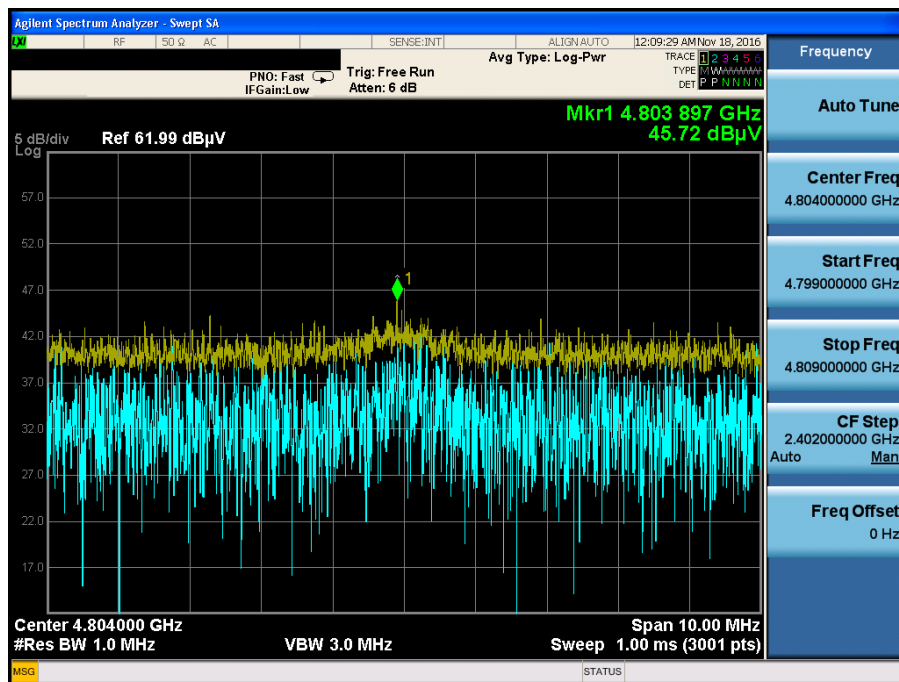 Agilent Spectrum Analyzer - Swept SA
LXI RF 50 Ω AC SENSE:INT ALIGN AUTO 12:09:29 AM Nov 18, 2016
PNO: Fast Trig: Free Run Avg Type: Log-Pwr TRACE 1 2 3 4 5 6
IFGain:Low Atten: 6 dB TYPE M W W W W W
DET P P N N N N
Mkr1 4.803 897 GHz
45.72 dBµV
5 dB/div Ref 61.99 dBµV
Log
57.0
52.0
47.0
1
42.0
37.0
32.0
27.0
22.0
17.0
Center 4.804000 GHz Span 10.00 MHz
#Res BW 1.0 MHz VBW 3.0 MHz Sweep 1.00 ms (3001 pts)
MSG STATUS
Frequency
Auto Tune
Center Freq
4.804000000 GHz
Start Freq
4.799000000 GHz
Stop Freq
4.809000000 GHz
CF Step
2.402000000 GHz
Auto Man
Freq Offset
0 Hz